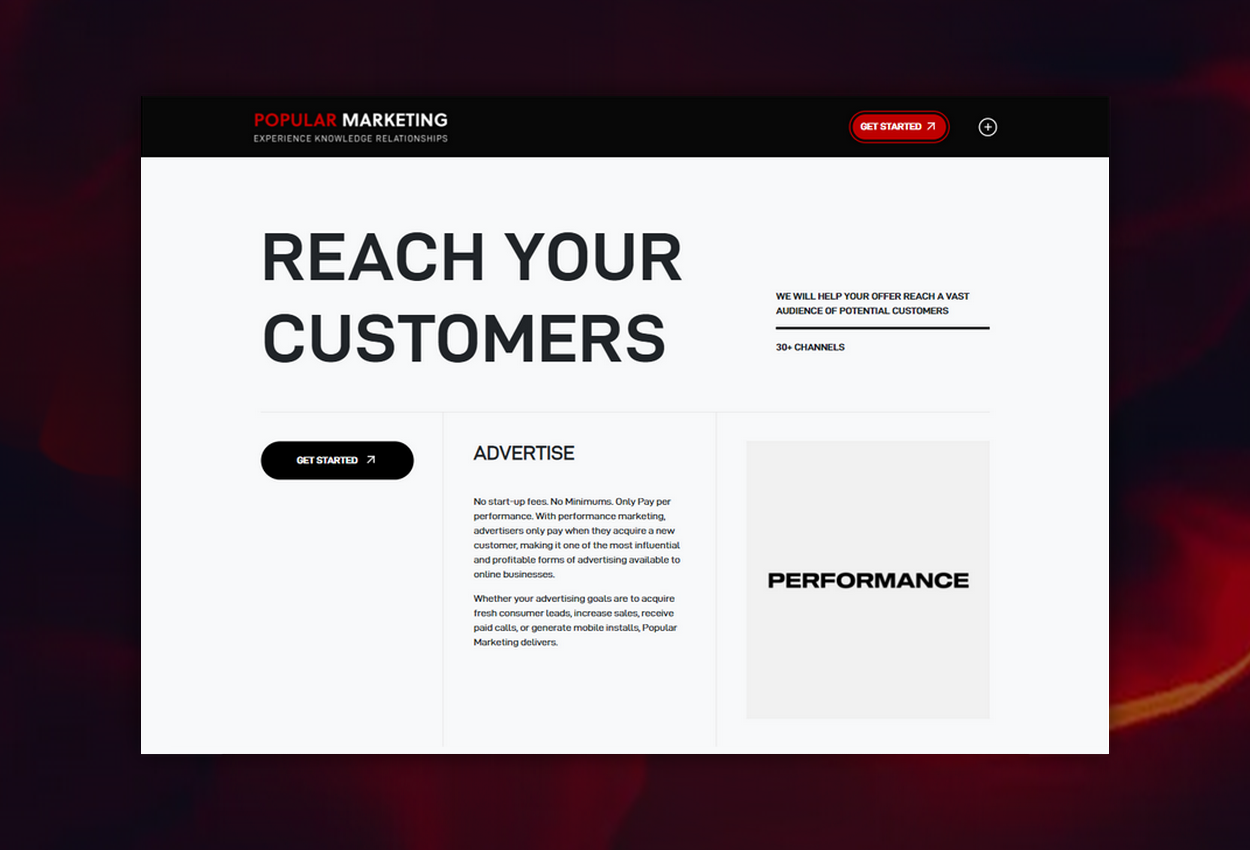 POPULAR MARKETING
EXPERIENCE KNOWLEDGE RELATIONSHIPS
GET STARTED
REACH YOUR
CUSTOMERS
WE WILL HELP YOUR OFFER REACH A VAST
AUDIENCE OF POTENTIAL CUSTOMERS
30+ CHANNELS
GET STARTED
ADVERTISE
No start-up fees. No Minimums. Only Pay per
performance. With performance marketing,
advertisers only pay when they acquire a new
customer, making it one of the most influential
and profitable forms of advertising available to
online businesses.
Whether your advertising goals are to acquire
fresh consumer leads, increase sales, receive
paid calls, or generate mobile installs, Popular
Marketing delivers.
PERFORMANCE